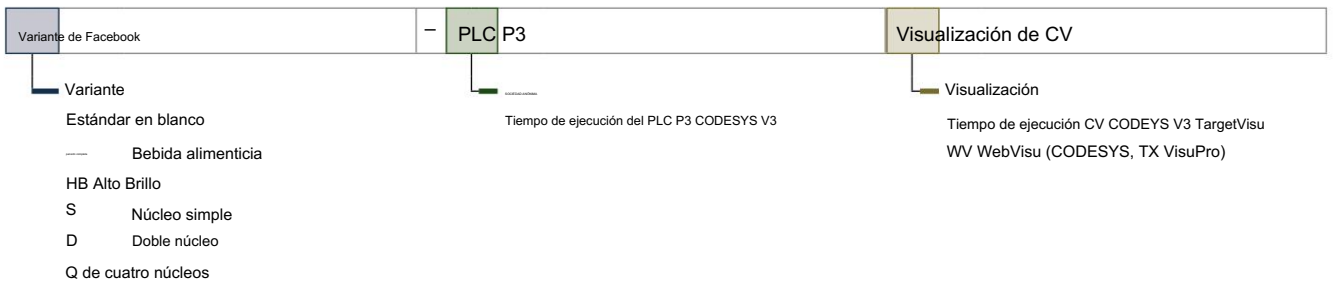 Variante de Facebook
–
PLC P3
Visualización de CV
Variante
Visualización
Estándar en blanco
Tiempo de ejecución del PLC P3 CODESYS V3
Tiempo de ejecución CV CODEYS V3 TargetVisu
Bebida alimenticia
WV WebVisu (CODESYS, TX VisuPro)
HB Alto Brillo
S Núcleo simple
D Doble núcleo
Q de cuatro núcleos